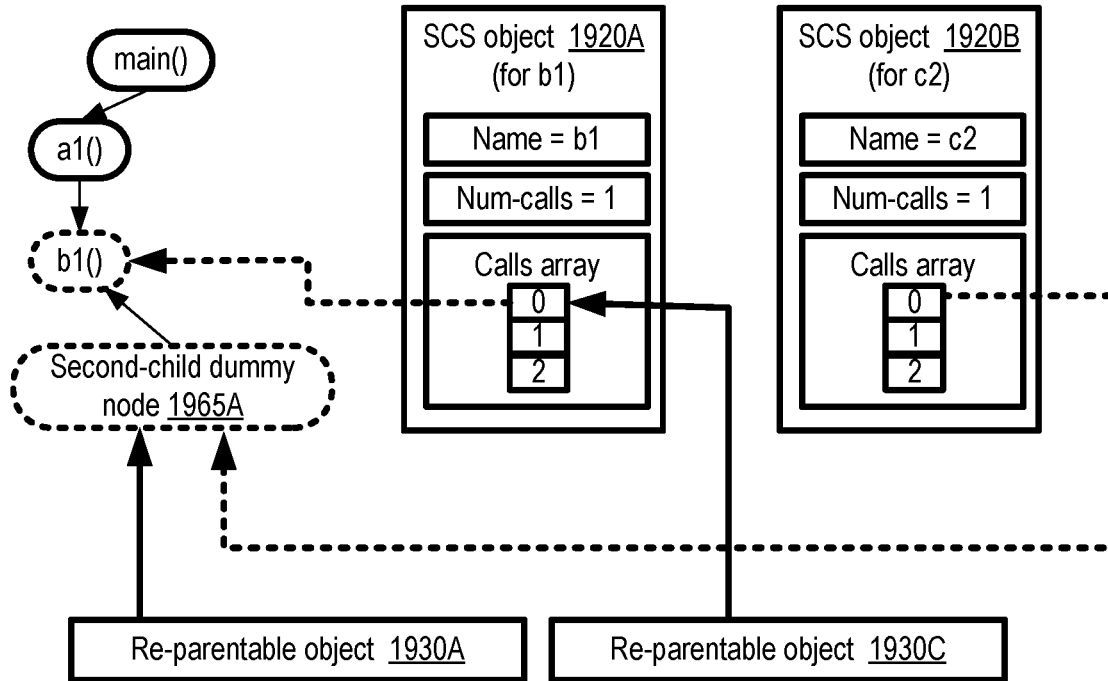 main()
a1()
b1()
Second-child dummy
node 1965A
SCS object 1920A
(for b1)
Name = b1
Num-calls = 1
Calls array
0
1
2
SCS object 1920B
(for c2)
Name = c2
Num-calls = 1
Calls array
0
1
2
Re-parentable object 1930A
Re-parentable object 1930C